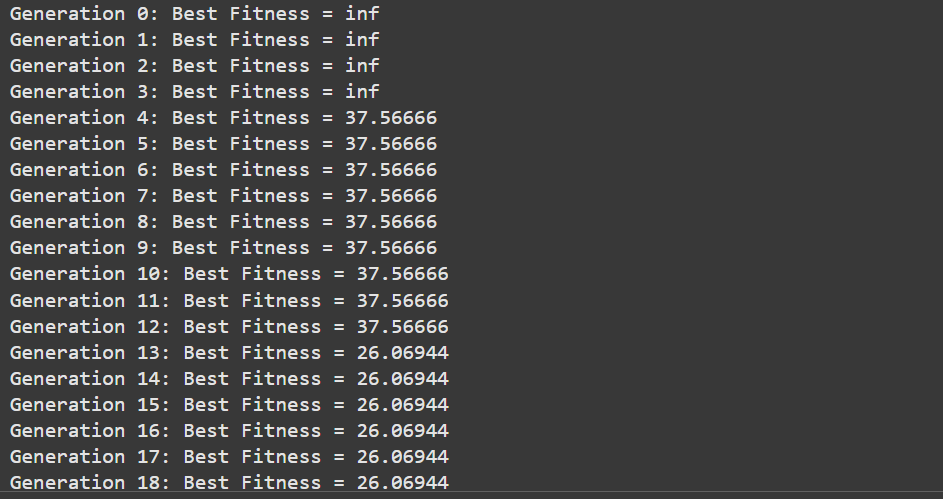 Generation 0: Best Fitness = inf
Generation 1: Best Fitness = inf
Generation 2: Best Fitness = inf
Generation 3: Best Fitness = inf
Generation 4: Best Fitness = 37.56666
Generation 5: Best Fitness = 37.56666
Generation 6: Best Fitness = 37.56666
Generation 7: Best Fitness = 37.56666
Generation 8: Best Fitness = 37.56666
Generation 9: Best Fitness = 37.56666
Generation 10: Best Fitness = 37.56666
Generation 11: Best Fitness = 37.56666
Generation 12: Best Fitness = 37.56666
Generation 13: Best Fitness = 26.06944
Generation 14: Best Fitness = 26.06944
Generation 15: Best Fitness = 26.06944
Generation 16: Best Fitness = 26.06944
Generation 17: Best Fitness = 26.06944
Generation 18: Best Fitness = 26.06944